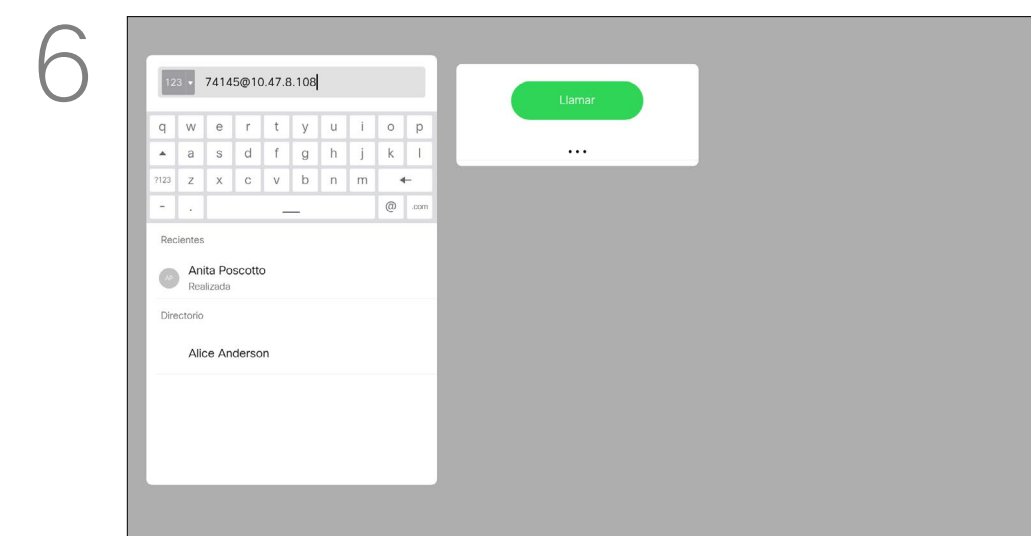 6
123 74145@10.47.8.108
q w e r t y u i o p
a s d f g h j k l
?123 z x c v b n m
- . @ .com
Recientes
AP Anita Poscotto
Realizada
Directorio
Alice Anderson
Llamar
...